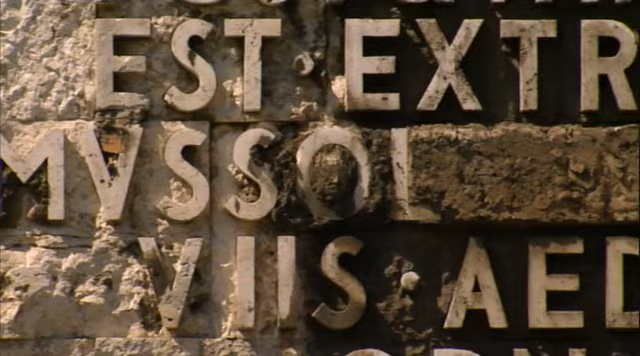 EST · EXTR
MVSSOL
VIIS · AED